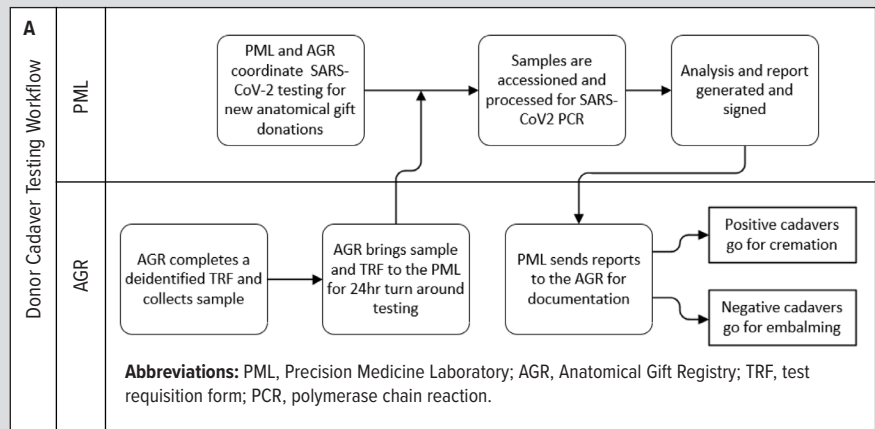 A
Donor Cadaver Testing Workflow
PML
PML and AGR
coordinate SARS-
CoV-2 testing for
new anatomical gift
donations
Samples are
accessioned and
processed for SARS-
CoV2 PCR
Analysis and report
generated and
signed
AGR
AGR completes a
deidentified TRF and
collects sample
AGR brings sample
and TRF to the PML
for 24hr turn around
testing
PML sends reports
to the AGR for
documentation
Positive cadavers
go for cremation
Negative cadavers
go for embalming
Abbreviations: PML, Precision Medicine Laboratory; AGR, Anatomical Gift Registry; TRF, test
requisition form; PCR, polymerase chain reaction.